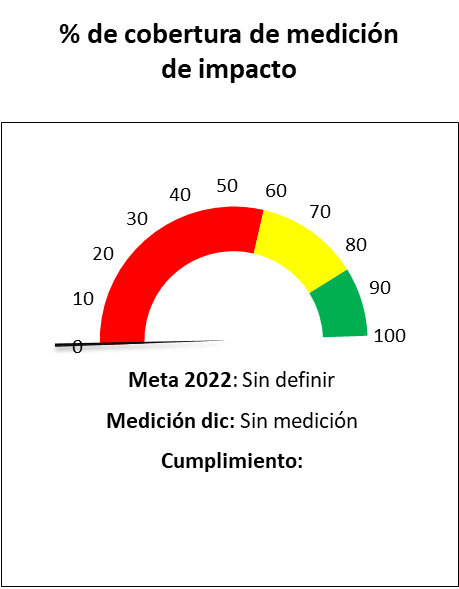 % de cobertura de medición
de impacto
0
10
20
30
40
50
60
70
80
90
100
Meta 2022: Sin definir
Medición dic: Sin medición
Cumplimiento: